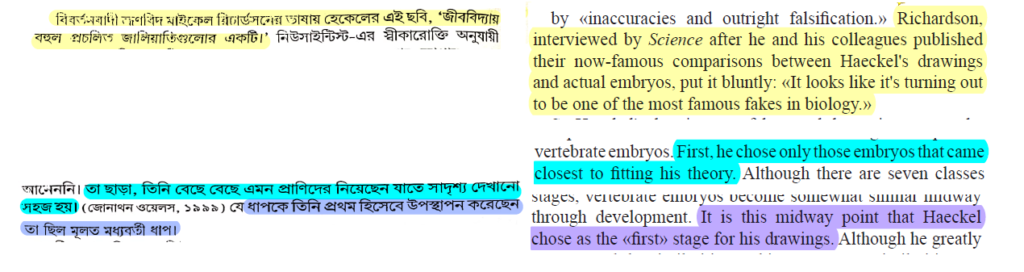 বিবর্তনবাদী প্রাণবিদ মাইকেল রিচার্ডসনের ভাষায় হেকেলের এই ছবি, ‘জীববিদ্যায়
বহুল প্রচলিত জালিয়াতিগুলোর একটি।’ নিউসাইন্টিস্ট-এর স্বীকারোক্তি অনুযায়ী
আনেননি। তা ছাড়া, তিনি বেছে বেছে এমন প্রাণিদের নিয়েছেন যাতে সাদৃশ্য দেখানো
সহজ হয়। (জোনাথন ওয়েলস, ১৯৯৯) যে ধাপকে তিনি প্রথম হিসেবে উপস্থাপন করেছেন
তা ছিল মূলত মধ্যবর্তী ধাপ।
by «inaccuracies and outright falsification.» Richardson,
interviewed by Science after he and his colleagues published
their now-famous comparisons between Haeckel's drawings
and actual embryos, put it bluntly: «It looks like it's turning out
to be one of the most famous fakes in biology.»
vertebrate embryos. First, he chose only those embryos that came
closest to fitting his theory. Although there are seven classes
stages, vertebrate embryos become somewhat similar midway
through development. It is this midway point that Haeckel
chose as the «first» stage for his drawings. Although he greatly